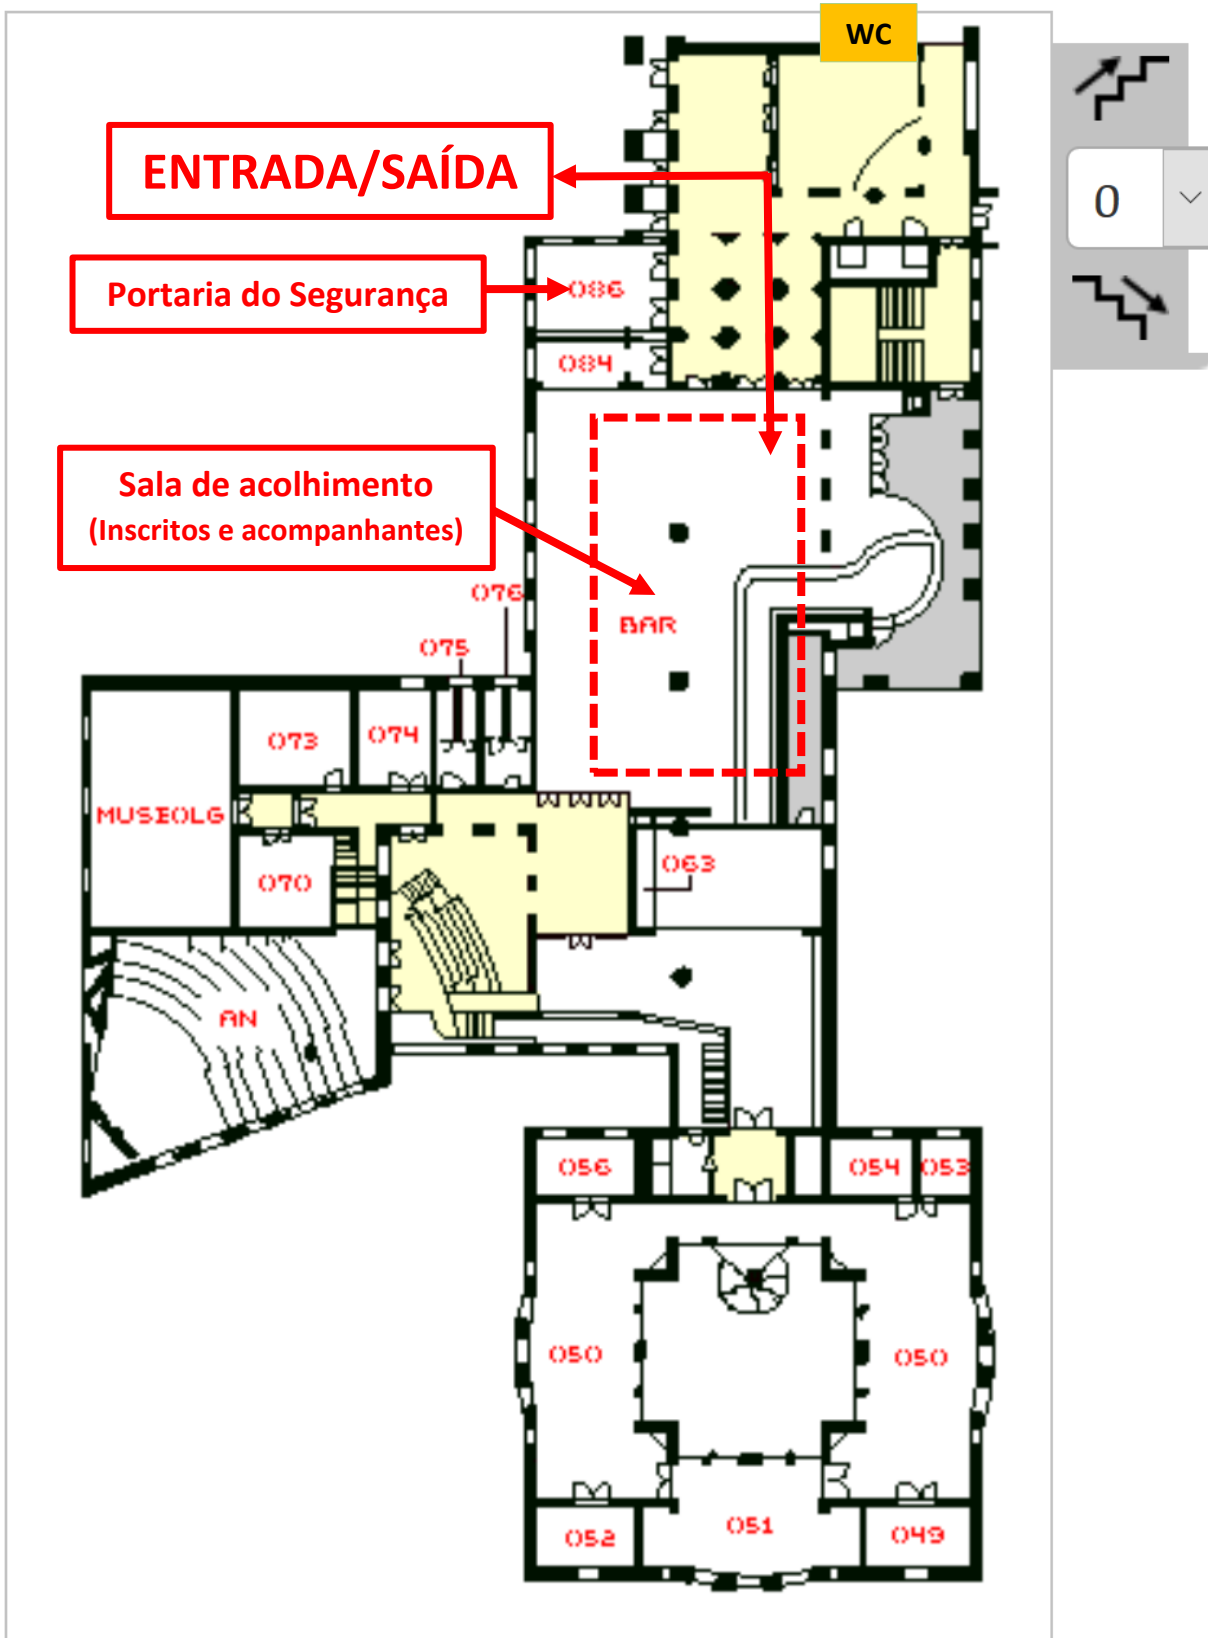 WC
ENTRADA/SAÍDA
0
Portaria do Segurança
086
084
Sala de acolhimento
(Inscritos e acompanhantes)
076
BAR
075
073
074
MUSEOLG
063
070
AN
056
054
053
050
050
051
052
049